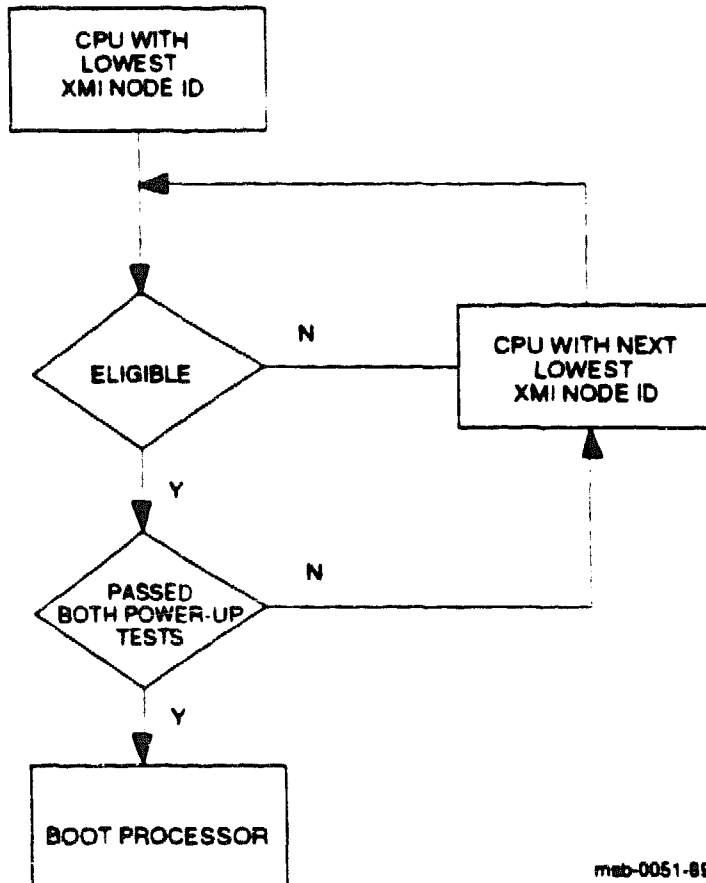 CPU WITH
LOWEST
XMI NODE ID
N
ELIGIBLE
CPU WITH NEXT
LOWEST
XMI NODE ID
Y
N
PASSED
BOTH POWER-UP
TESTS
Y
BOOT PROCESSOR
msb-0051-89